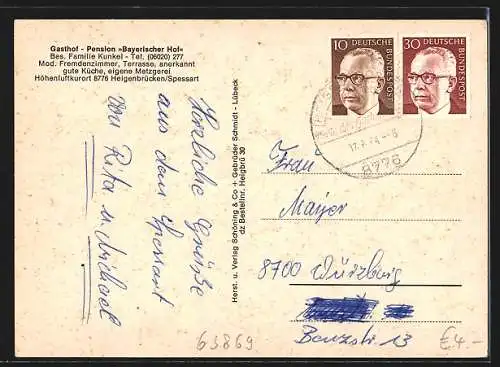 Gasthof - Pension »Bayerischer Hof«
Bes. Familie Kunkel - Tel. (06020) 277
Mod. Fremdenzimmer, Terrasse, anerkannt
gute Küche, eigene Metzgerei
Höhenluftkurort 8776 Heigenbrücken/Spessart
Herzliche Grüße
aus dem Spessart
von Rita u. Michael
Herst. u. Verlag Schöning & Co + Gebrüder Schmidt - Lübeck
dz Bestellnr. Heigbrü 30
10 DEUTSCHE BUNDESPOST
30 DEUTSCHE BUNDESPOST
8776
Frau
Mayer
8700 Würzburg
Benzstr. 13
63869
€4.-